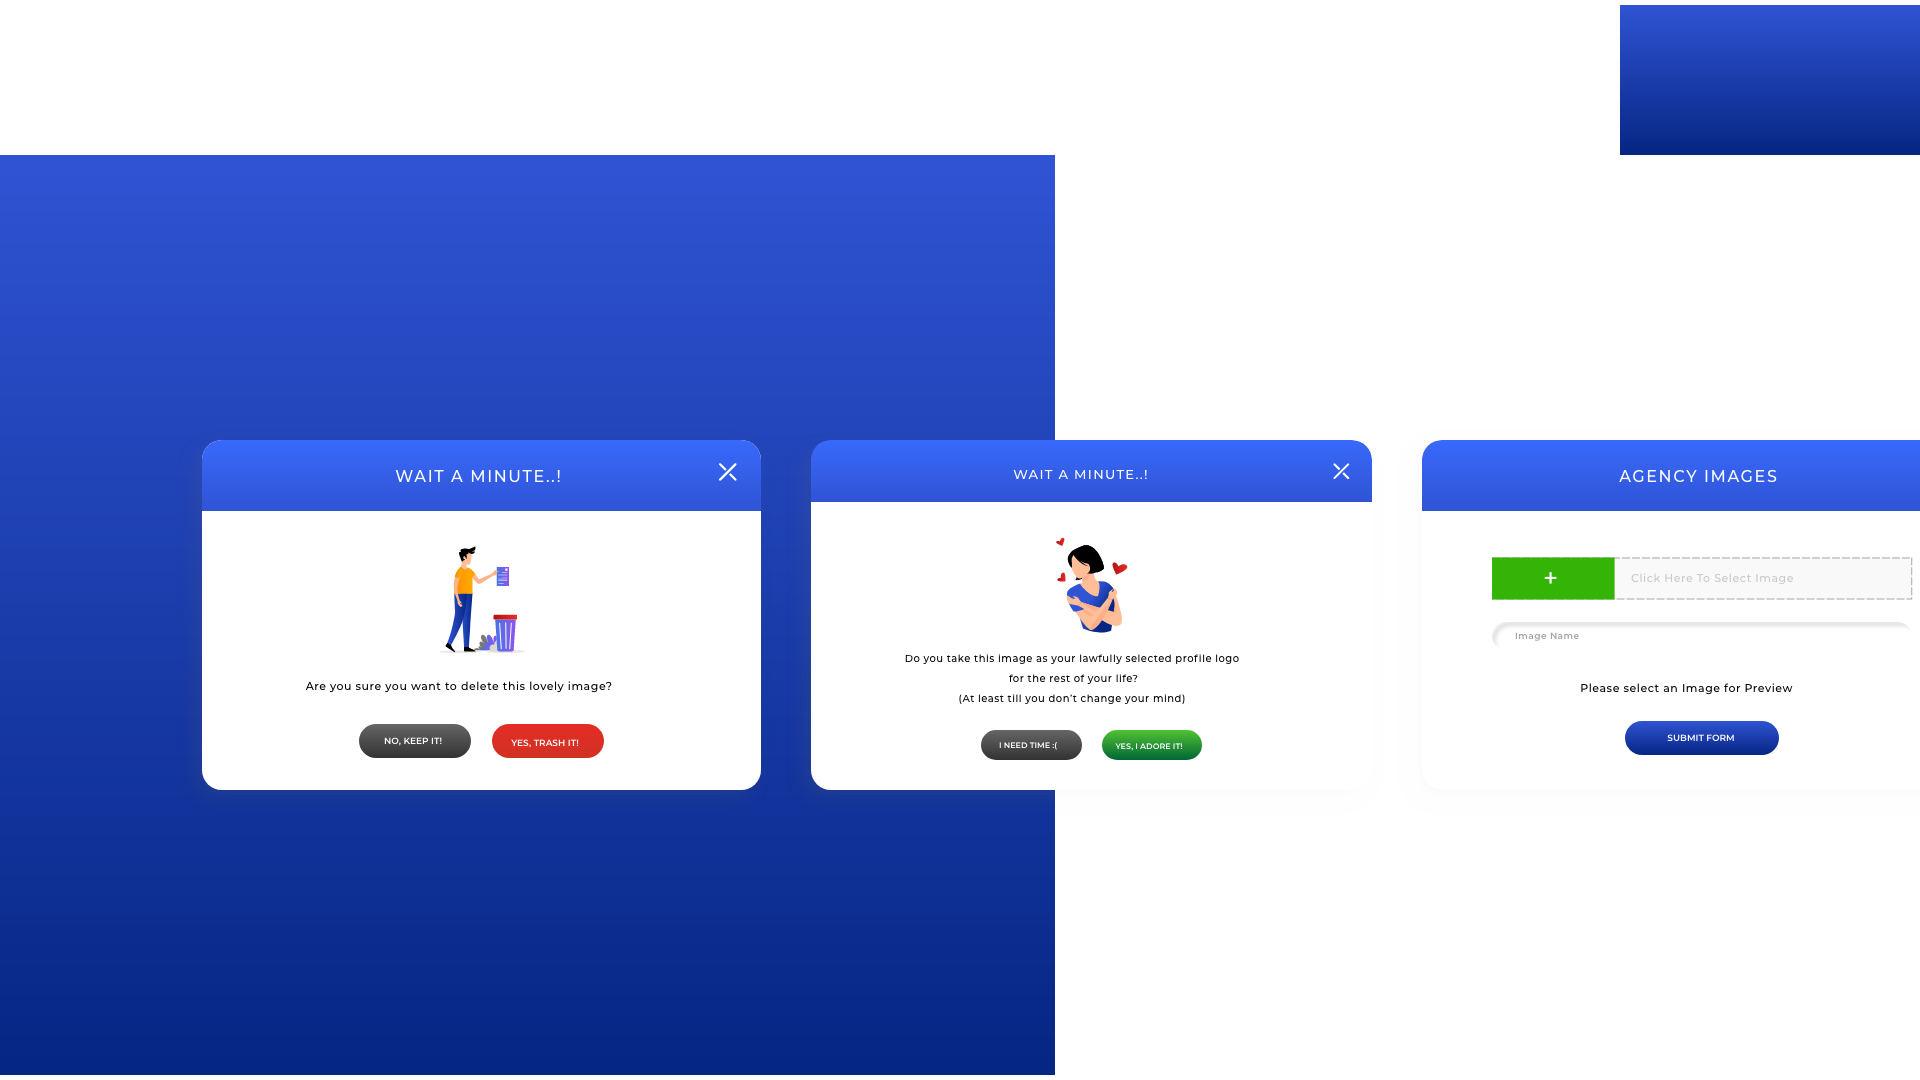 WAIT A MINUTE..!
Are you sure you want to delete this lovely image?
NO, KEEP IT!
YES, TRASH IT!
WAIT A MINUTE..!
Do you take this image as your lawfully selected profile logo
for the rest of your life?
(At least till you don't change your mind)
I NEED TIME :(
YES, I ADORE IT!
AGENCY IMAGES
+
Click Here To Select Image
Image Name
Please select an Image for Preview
SUBMIT FORM